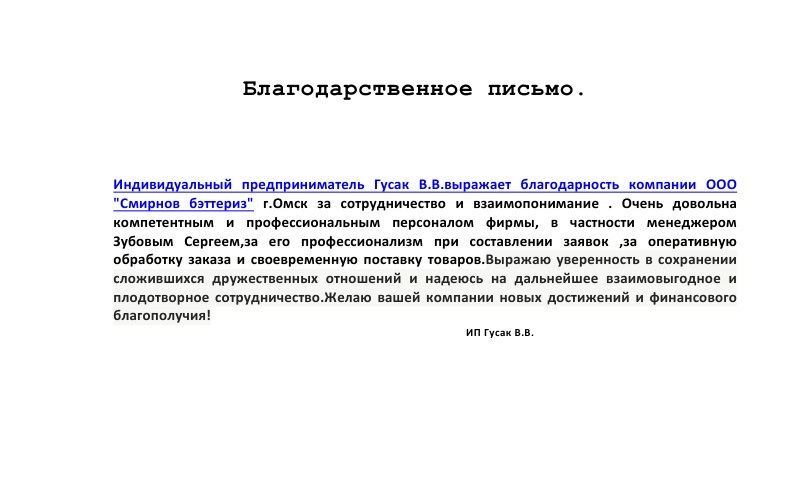 Благодарственное письмо.
Индивидуальный предприниматель Гусак В.В.выражает благодарность компании ООО
"Смирнов бэттериз" г.Омск за сотрудничество и взаимопонимание . Очень довольна
компетентным и профессиональным персоналом фирмы, в частности менеджером
Зубовым Сергеем,за его профессионализм при составлении заявок ,за оперативную
обработку заказа и своевременную поставку товаров.Выражаю уверенность в сохранении
сложившихся дружественных отношений и надеюсь на дальнейшее взаимовыгодное и
плодотворное сотрудничество.Желаю вашей компании новых достижений и финансового
благополучия!
ИП Гусак В.В.